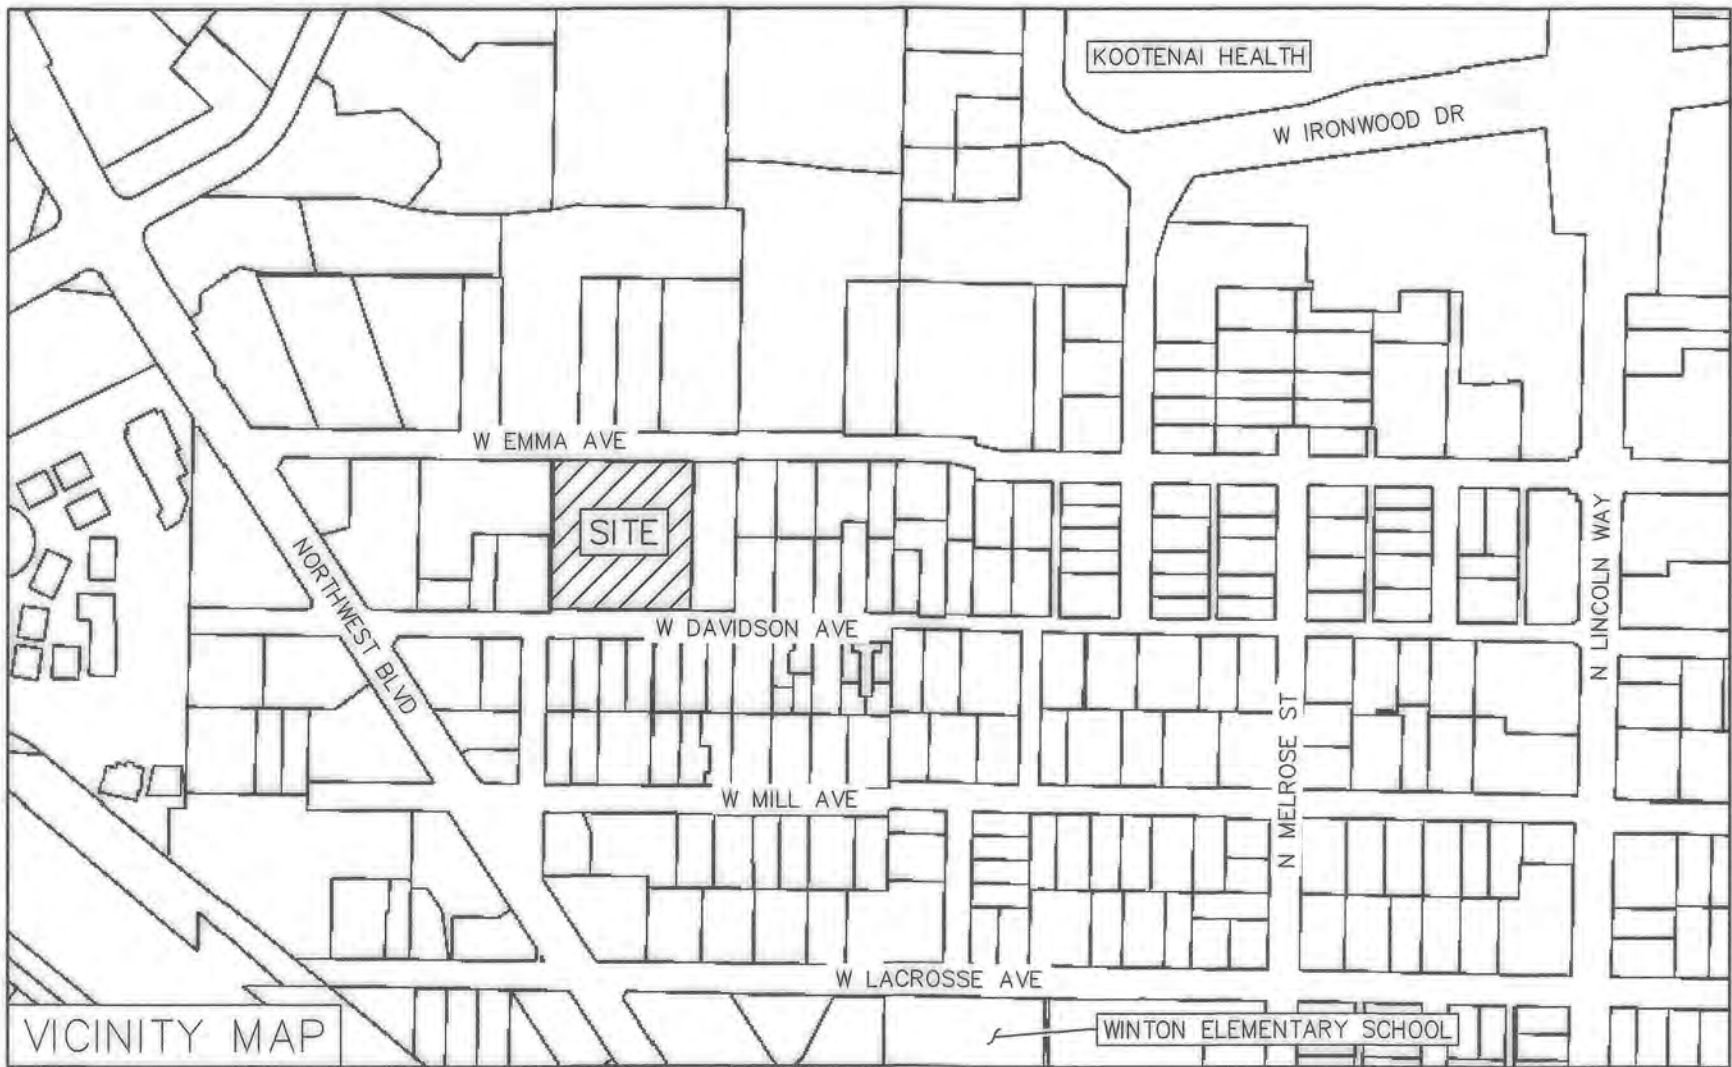 KOOTENAI HEALTH
W IRONWOOD DR
W EMMA AVE
SITE
N LINCOLN WAY
NORTHWEST BLVD
W DAVIDSON AVE
N MELROSE ST
W MILL AVE
W LACROSSE AVE
VICINITY MAP
WINTON ELEMENTARY SCHOOL